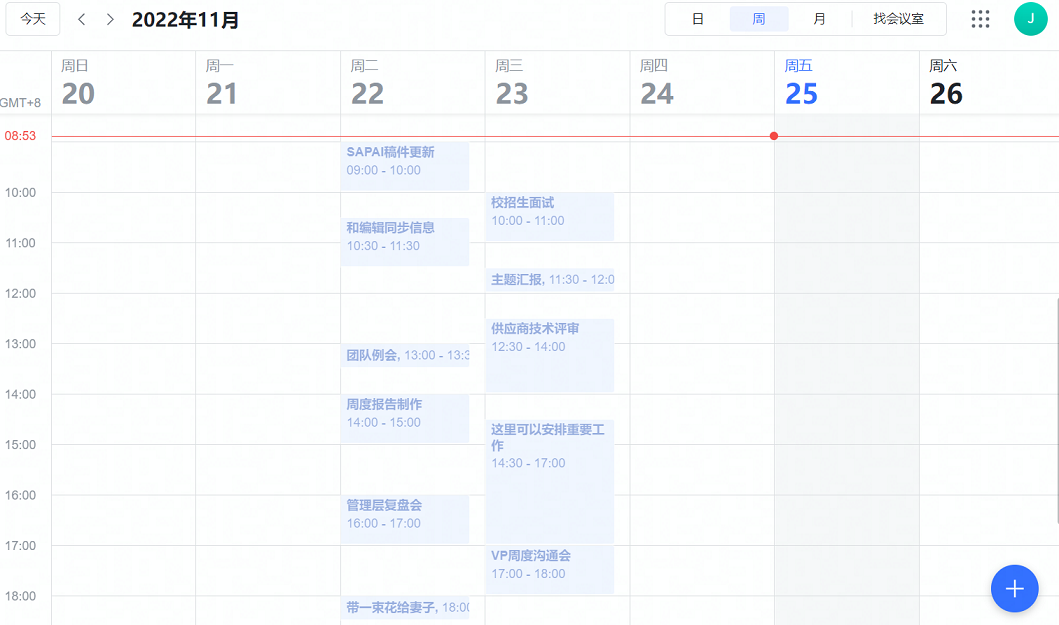 今天
2022年11月
日 周 月 找会议室
J
周日 周一 周二 周三 周四 周五 周六
GMT+8 20 21 22 23 24 25 26
08:53
SAPAI稿件更新
09:00 - 10:00
10:00
校招生面试
10:00 - 11:00
和编辑同步信息
10:30 - 11:30
11:00
主题汇报, 11:30 - 12:0
12:00
供应商技术评审
12:30 - 14:00
13:00
团队例会, 13:00 - 13:3
14:00
周度报告制作
14:00 - 15:00
这里可以安排重要工
作
14:30 - 17:00
15:00
16:00
管理层复盘会
16:00 - 17:00
17:00
VP周度沟通会
17:00 - 18:00
18:00
带一束花给妻子, 18:00